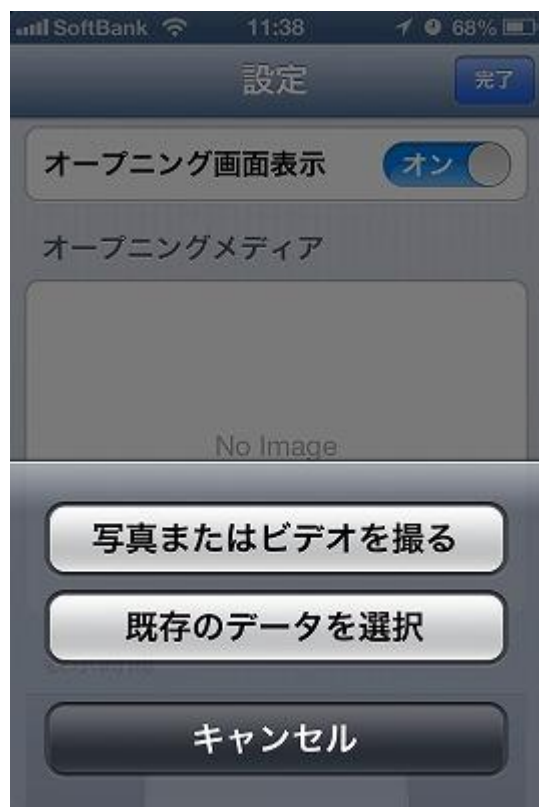 SoftBank 11:38 68%
設定 完了
オープニング画面表示 オン
オープニングメディア
No Image
写真またはビデオを撮る
既存のデータを選択
キャンセル